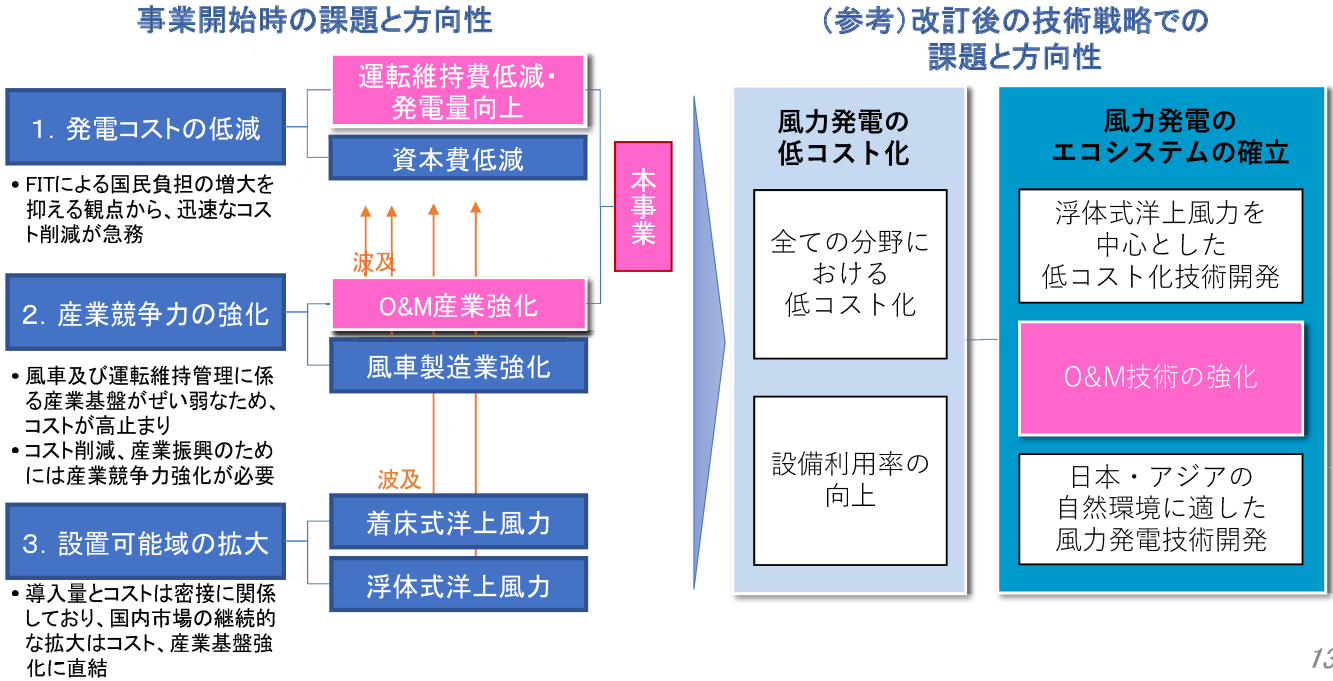 事業開始時の課題と方向性
1．発電コストの低減
• FITによる国民負担の増大を
抑える観点から、迅速なコス
ト削減が急務
運転維持費低減・
発電量向上
資本費低減
波及
2．産業競争力の強化
• 風車及び運転維持管理に係
る産業基盤がぜい弱なため、
コストが高止まり
• コスト削減、産業振興のため
には産業競争力強化が必要
O&M産業強化
風車製造業強化
波及
3．設置可能域の拡大
• 導入量とコストは密接に関係
しており、国内市場の継続的
な拡大はコスト、産業基盤強
化に直結
着床式洋上風力
浮体式洋上風力
本事業
（参考）改訂後の技術戦略での
課題と方向性
風力発電の
低コスト化
全ての分野に
おける
低コスト化
設備利用率の
向上
風力発電の
エコシステムの確立
浮体式洋上風力を
中心とした
低コスト化技術開発
O&M技術の強化
日本・アジアの
自然環境に適した
風力発電技術開発
13